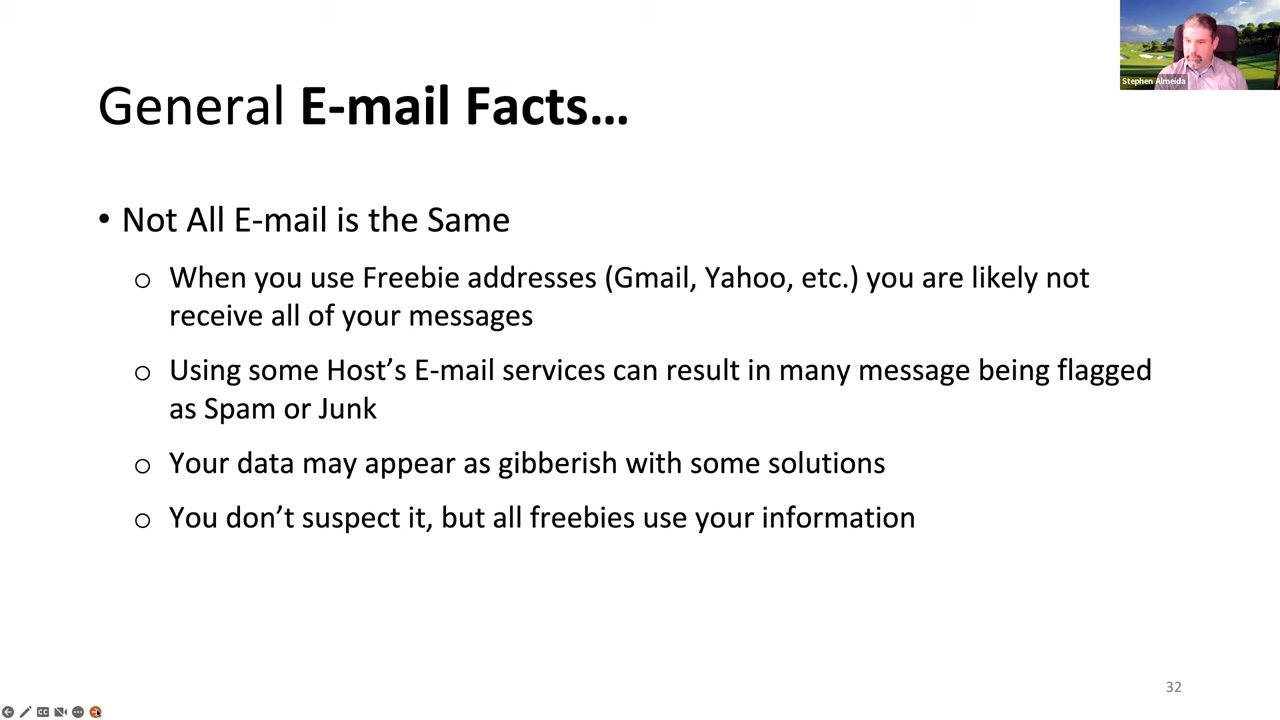 Stephen Almeida
General E-mail Facts...
• Not All E-mail is the Same
o When you use Freebie addresses (Gmail, Yahoo, etc.) you are likely not
receive all of your messages
o Using some Host's E-mail services can result in many message being flagged
as Spam or Junk
o Your data may appear as gibberish with some solutions
o You don't suspect it, but all freebies use your information
32